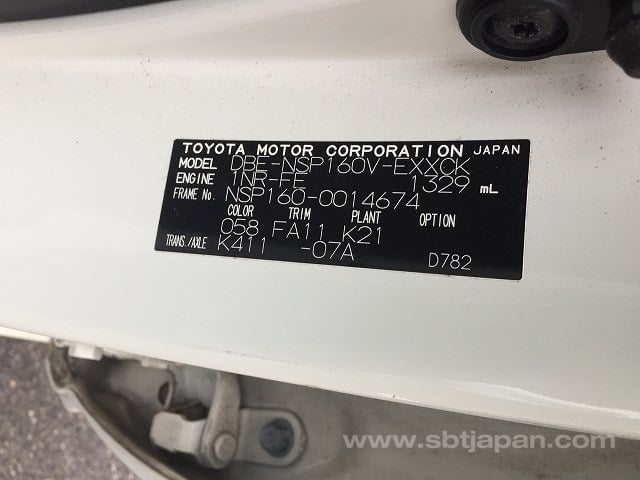 TOYOTA MOTOR CORPORATION JAPAN
MODEL DBE-NSP160V-EXXCK
ENGINE 1NR-FE 1329 mL
FRAME No. NSP160-0014674
COLOR TRIM PLANT OPTION
058 FA11 K21
TRANS./AXLE K411 -07A D782
www.sbtjapan.com